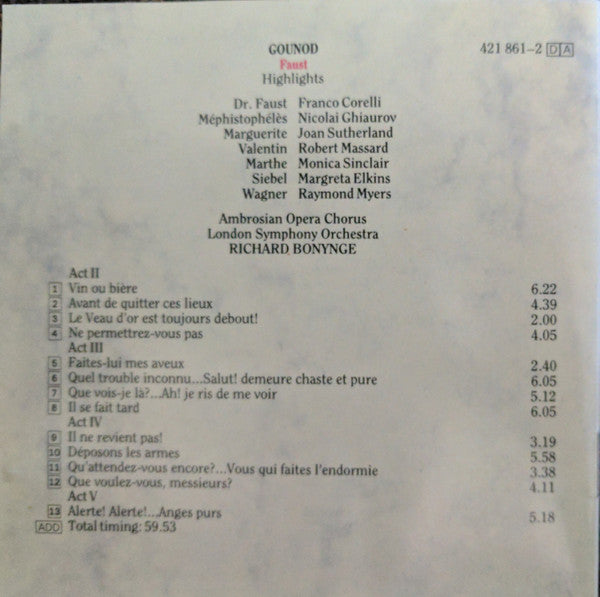 GOUNOD 421 861-2 DA
Faust
Highlights
Dr. Faust Franco Corelli
Méphistophélès Nicolai Ghiaurov
Marguerite Joan Sutherland
Valentin Robert Massard
Marthe Monica Sinclair
Siebel Margreta Elkins
Wagner Raymond Myers
Ambrosian Opera Chorus
London Symphony Orchestra
RICHARD BONYNGE
Act II
1 Vin ou bière 6.22
2 Avant de quitter ces lieux 4.39
3 Le Veau d'or est toujours debout! 2.00
4 Ne permettrez-vous pas 4.05
Act III
5 Faites-lui mes aveux 2.40
6 Quel trouble inconnu...Salut! demeure chaste et pure 6.05
7 Que vois-je là?...Ah! je ris de me voir 5.12
8 Il se fait tard 6.05
Act IV
9 Il ne revient pas! 3.19
10 Déposons les armes 5.58
11 Qu'attendez-vous encore?...Vous qui faites l'endormie 3.38
12 Que voulez-vous, messieurs? 4.11
Act V
13 Alerte! Alerte!...Anges purs 5.18
ADD Total timing: 59.53